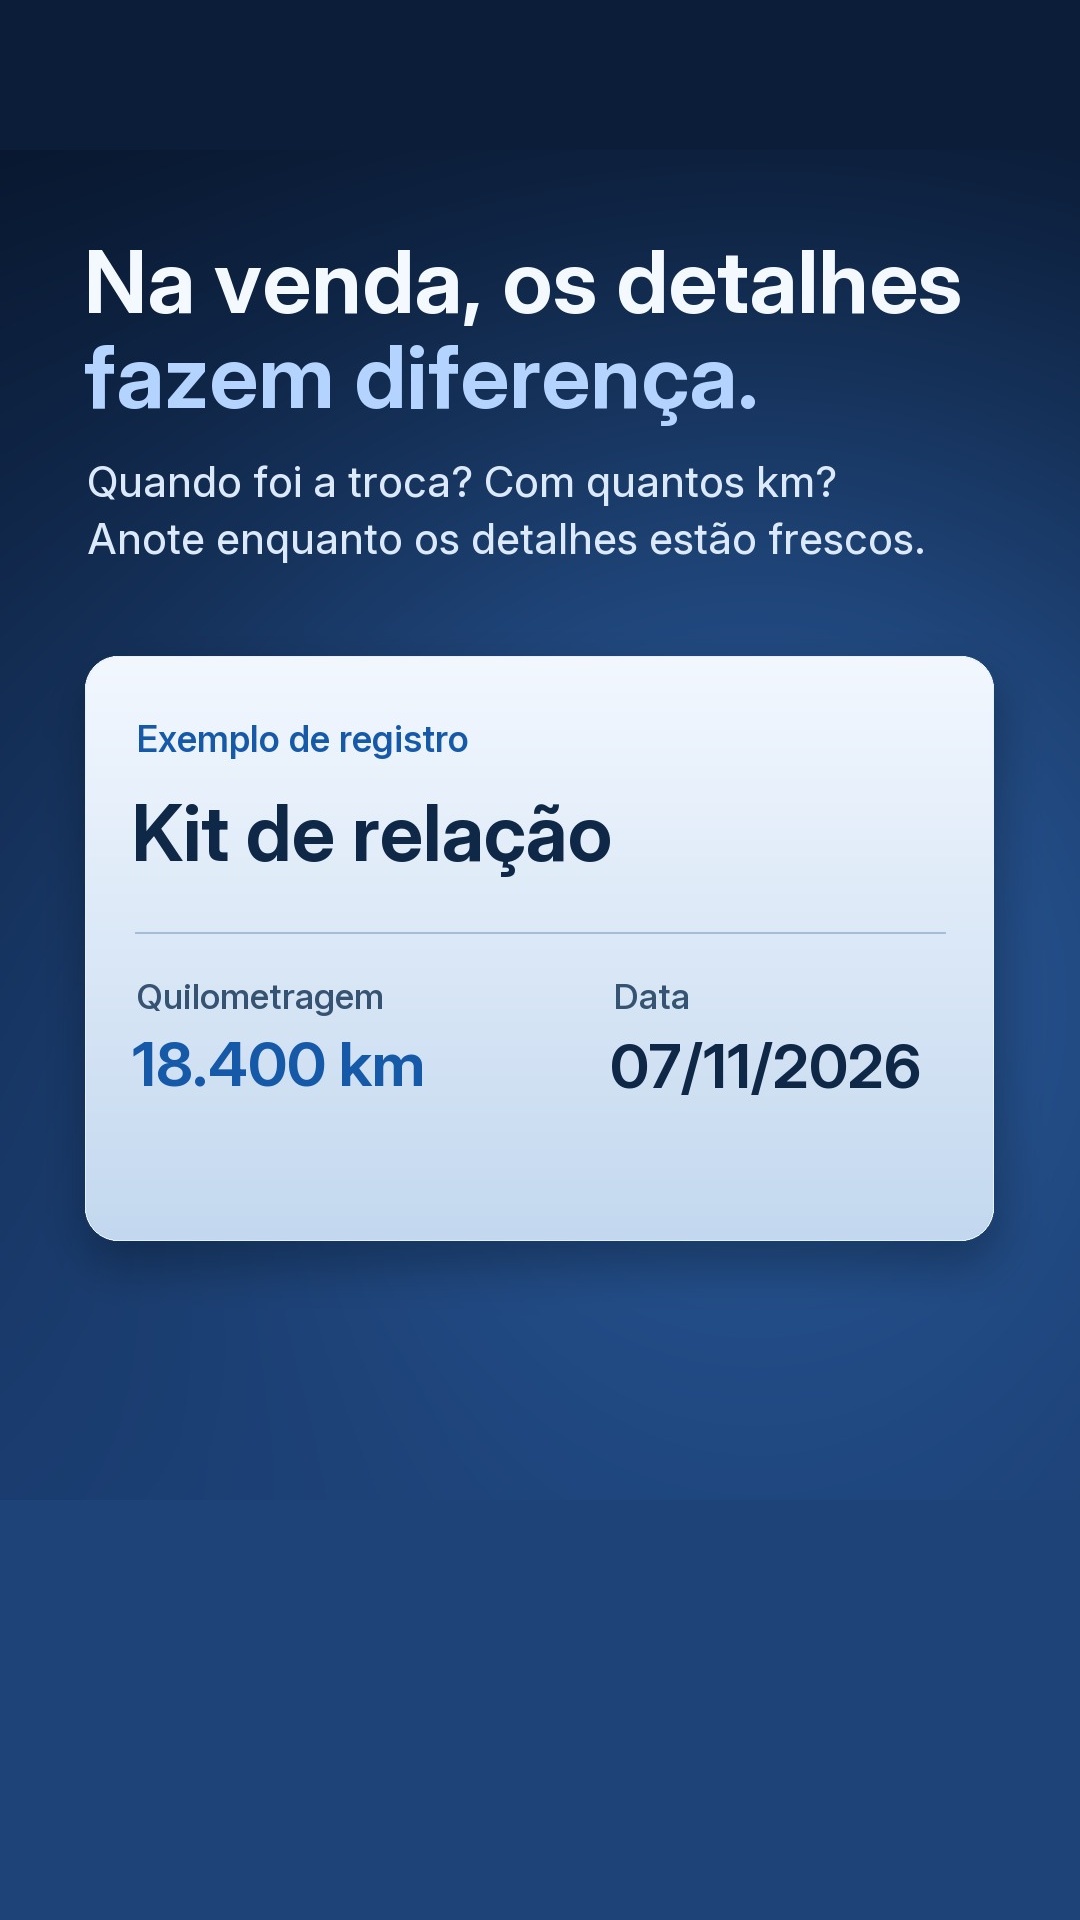 Na venda, os detalhes
fazem diferença.
Quando foi a troca? Com quantos km?
Anote enquanto os detalhes estão frescos.
Exemplo de registro
Kit de relação
Quilometragem
Data
18.400 km
07/11/2026